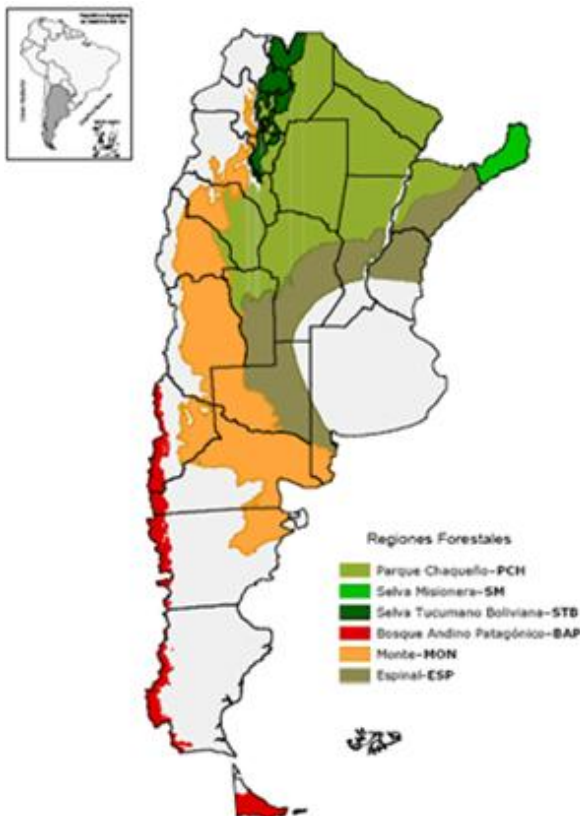 Regiones Forestales
Parque Chaqueño-PCH
Selva Misionera-SM
Selva Tucumano Boliviana-STB
Bosque Andino Patagónico-BAP
Monte-MON
Espinal-ESP